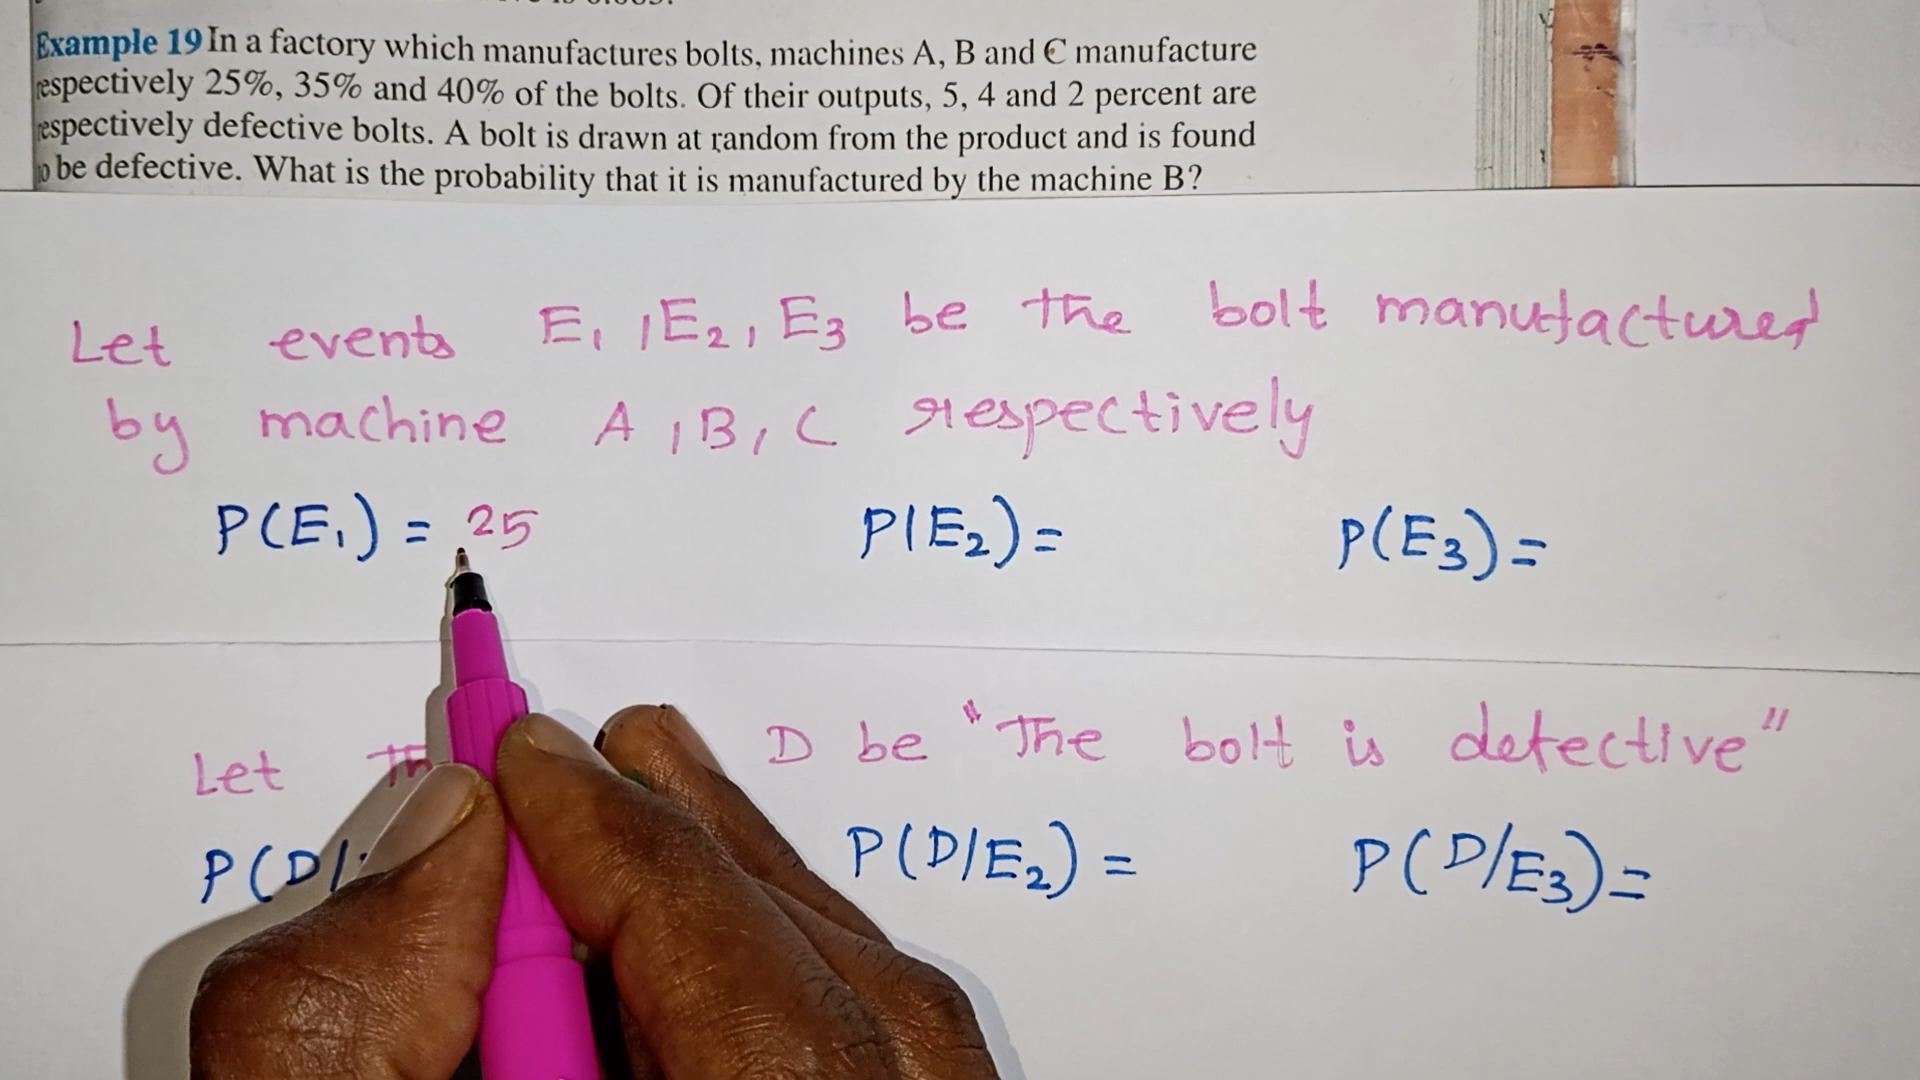 Example 19 In a factory which manufactures bolts, machines A, B and C manufacture
respectively 25%, 35% and 40% of the bolts. Of their outputs, 5, 4 and 2 percent are
respectively defective bolts. A bolt is drawn at random from the product and is found
to be defective. What is the probability that it is manufactured by the machine B?
Let events E₁, E₂, E₃ be the bolt manufactured
by machine A, B, C respectively
P(E₁) = 25 P(E₂) = P(E₃) =
Let D be "The bolt is defective"
P(D/ P(D/E₂) = P(D/E₃) =